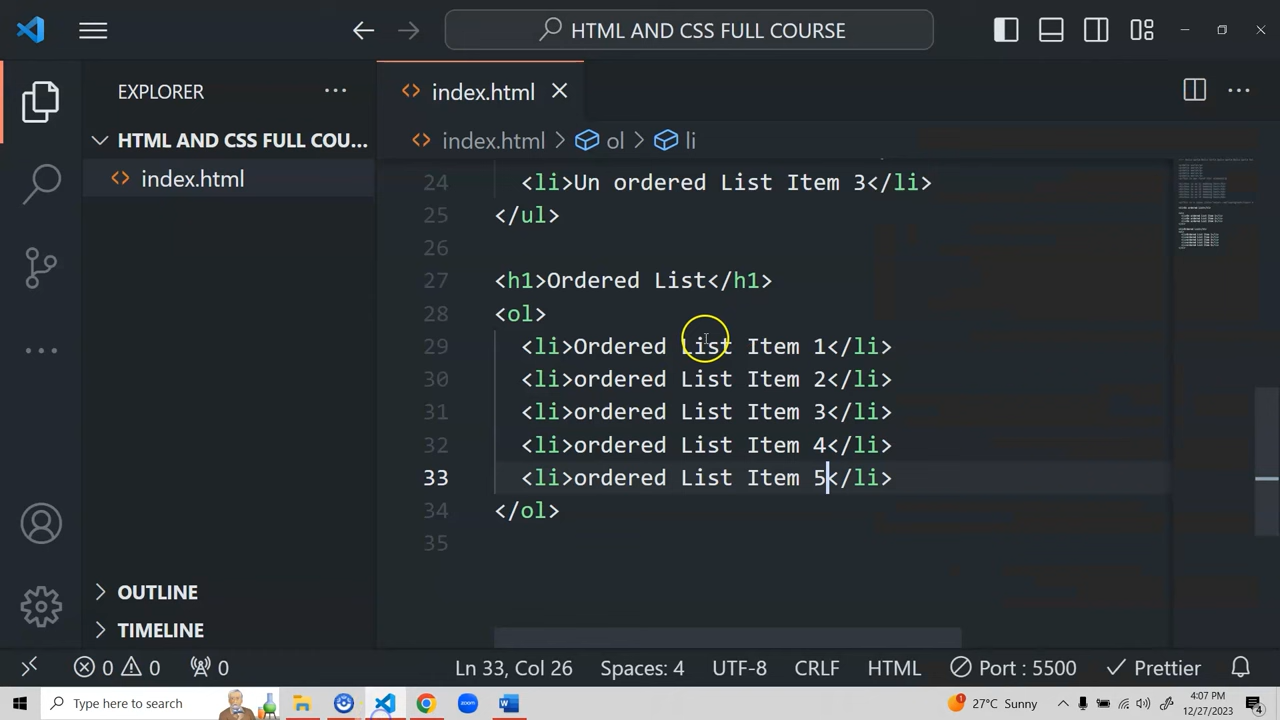 HTML AND CSS FULL COURSE
EXPLORER
index.html
HTML AND CSS FULL COU...
index.html > ol > li
index.html
24 <li>Un ordered List Item 3</li>
25 </ul>
26
27 <h1>Ordered List</h1>
28 <ol>
29 <li>Ordered List Item 1</li>
30 <li>ordered List Item 2</li>
31 <li>ordered List Item 3</li>
32 <li>ordered List Item 4</li>
33 <li>ordered List Item 5</li>
34 </ol>
35
OUTLINE
TIMELINE
0 0 0 Ln 33, Col 26 Spaces: 4 UTF-8 CRLF HTML Port : 5500 Prettier
Type here to search zoom 1 27°C Sunny 4:07 PM
12/27/2023 4